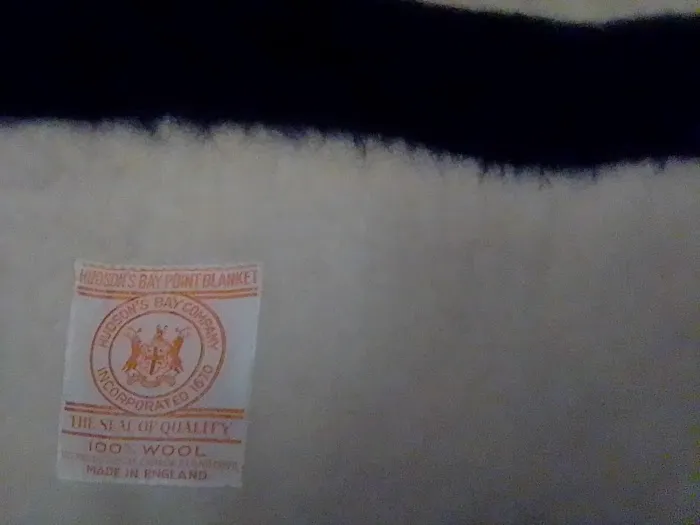 HUDSON'S BAY POINT BLANKET
HUDSON'S BAY COMPANY
INCORPORATED 1670
THE SEAL OF QUALITY
100% WOOL
MADE IN ENGLAND